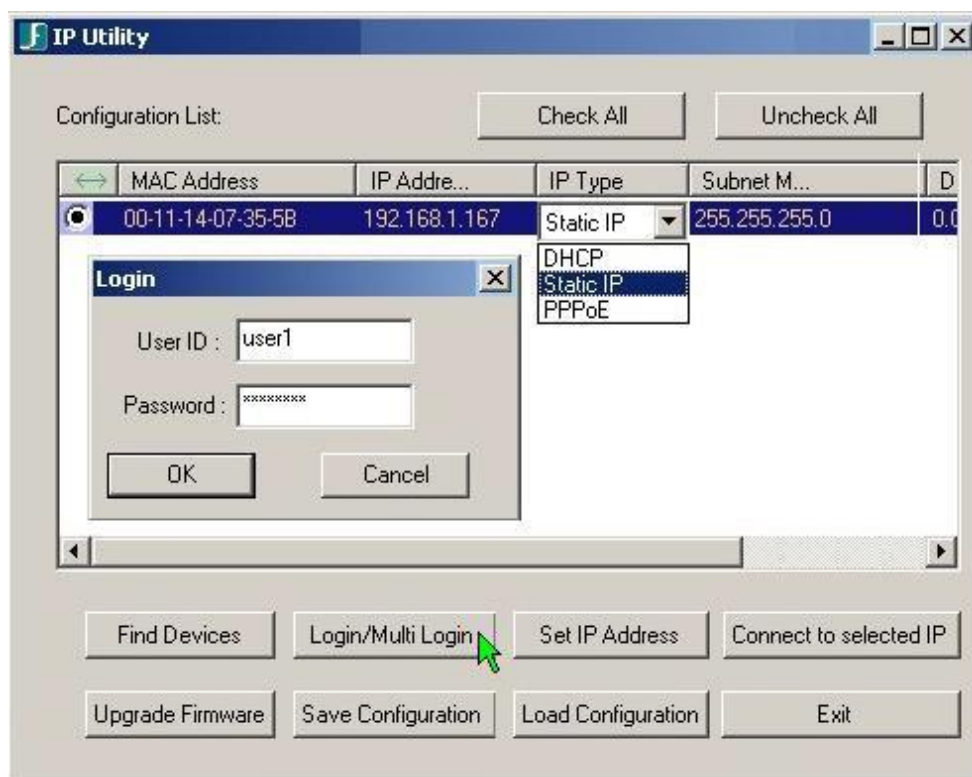 IP Utility
Configuration List:
Check All
Uncheck All
MAC Address
IP Addre...
IP Type
Subnet M...
D
00-11-14-07-35-5B
192.168.1.167
Static IP
255.255.255.0
0.0
DHCP
Static IP
PPPoE
Login
User ID :
user1
Password :
********
OK
Cancel
Find Devices
Login/Multi Login
Set IP Address
Connect to selected IP
Upgrade Firmware
Save Configuration
Load Configuration
Exit